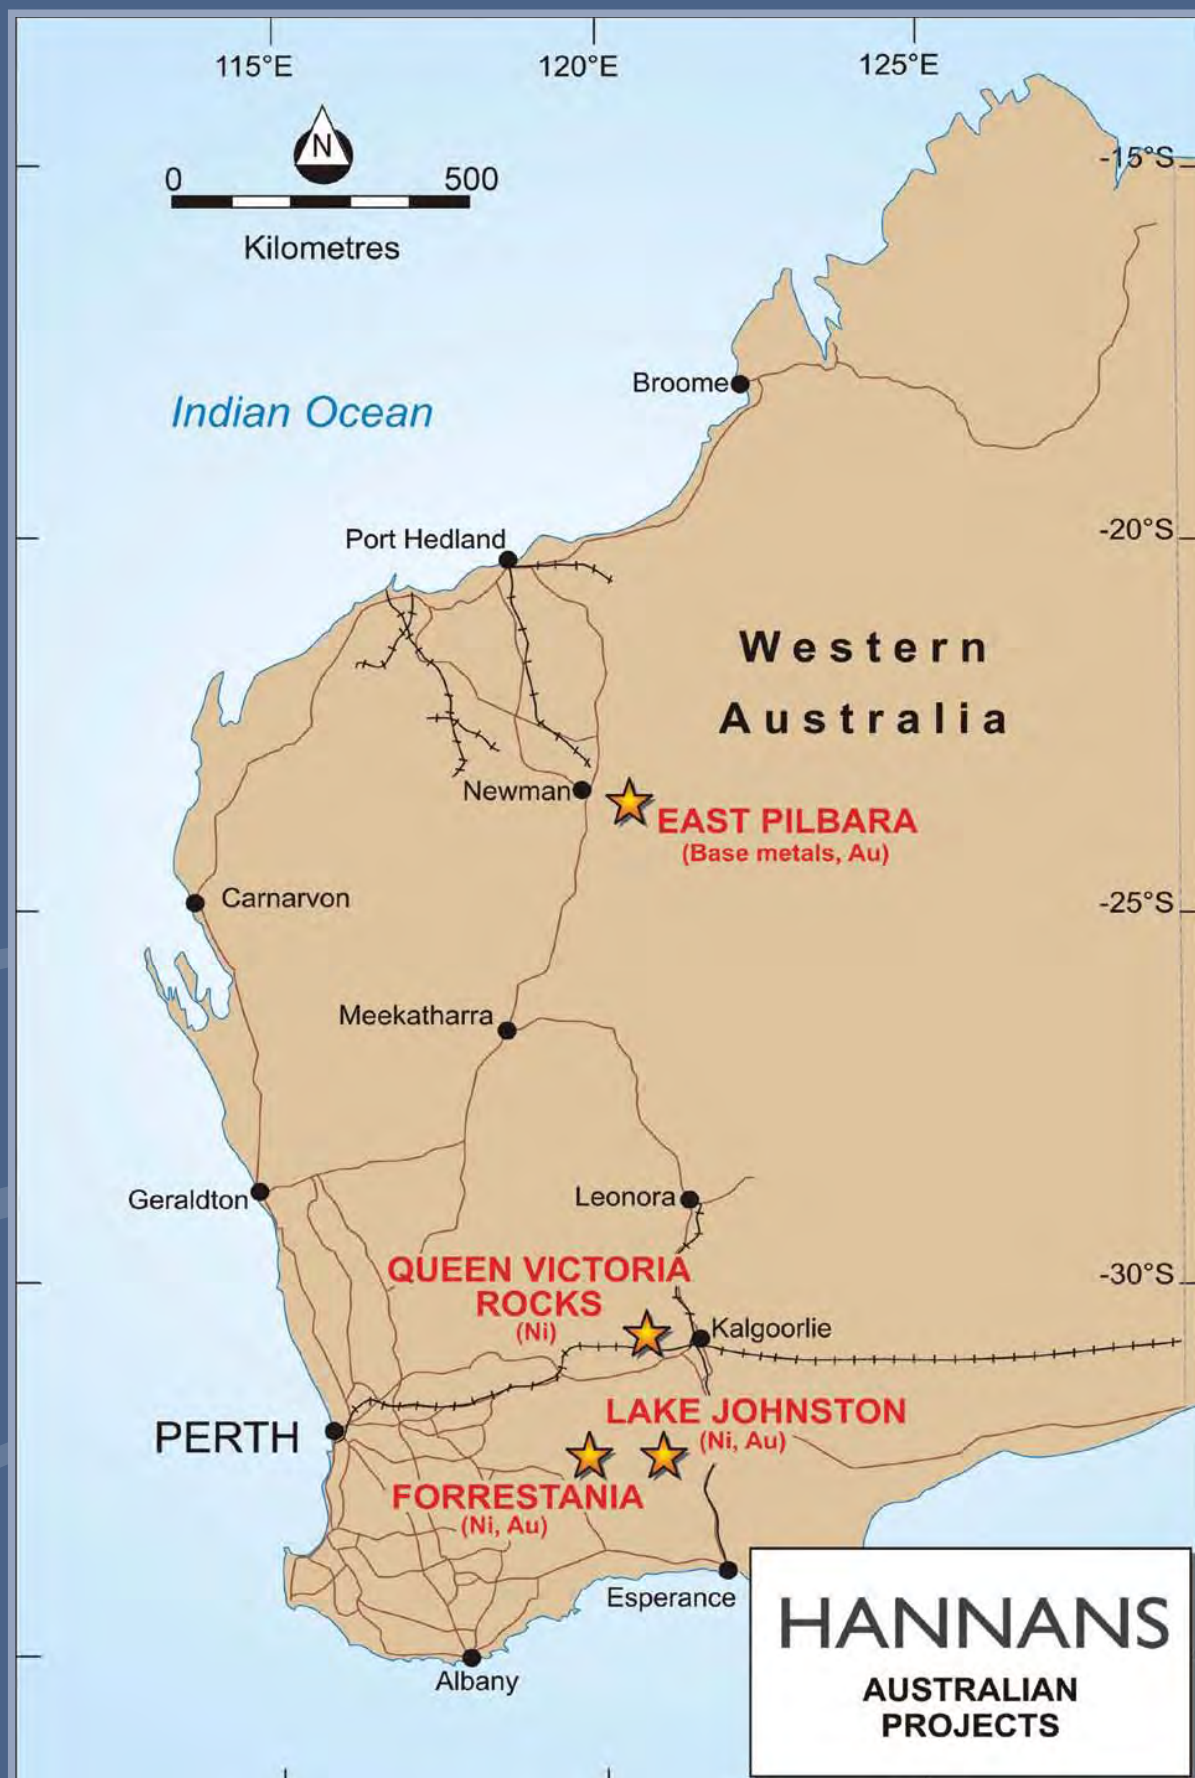 115°E
120°E
125°E
N
0
500
Kilometres
-15°S
Broome
Indian Ocean
Port Hedland
-20°S
Western
Australia
Newman
EAST PILBARA
(Base metals, Au)
Carnarvon
-25°S
Meekatharra
Geraldton
Leonora
QUEEN VICTORIA
ROCKS
(Ni)
-30°S
Kalgoorlie
PERTH
LAKE JOHNSTON
(Ni, Au)
FORRESTANIA
(Ni, Au)
Esperance
Albany
HANNANS
AUSTRALIAN
PROJECTS